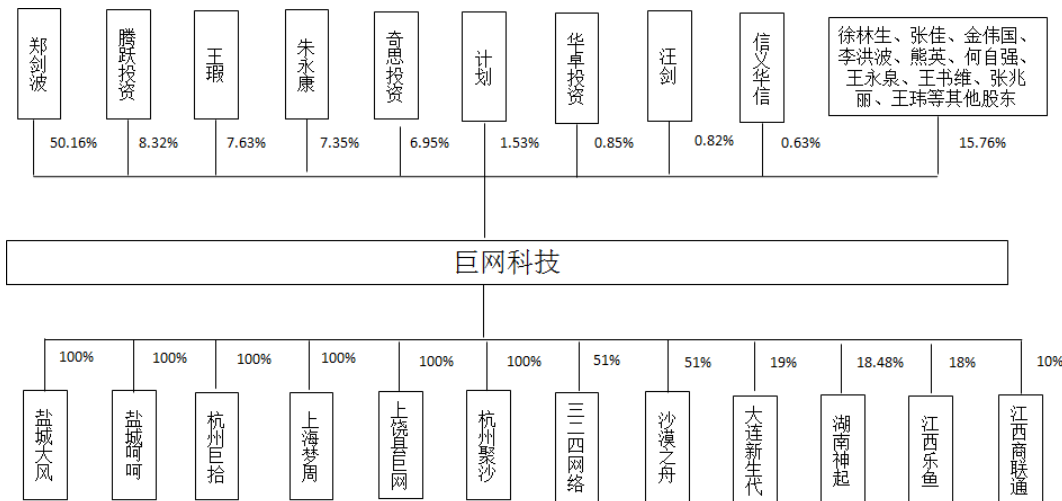 郑剑波
腾跃投资
王瑕
朱永康
奇思投资
计划
华卓投资
汪剑
信义华信
徐林生、张佳、金伟国、
李洪波、熊英、何自强、
王永泉、王书维、张兆
丽、王玮等其他股东
50.16%
8.32%
7.63%
7.35%
6.95%
1.53%
0.85%
0.82%
0.63%
15.76%
巨网科技
100%
100%
100%
100%
100%
100%
51%
51%
19%
18.48%
18%
10%
盐城大风
盐城呵呵
杭州巨拾
上海梦周
上饶县巨网
杭州聚沙
三二四网络
沙漠之舟
大连新生代
湖南神起
江西乐鱼
江西商联通